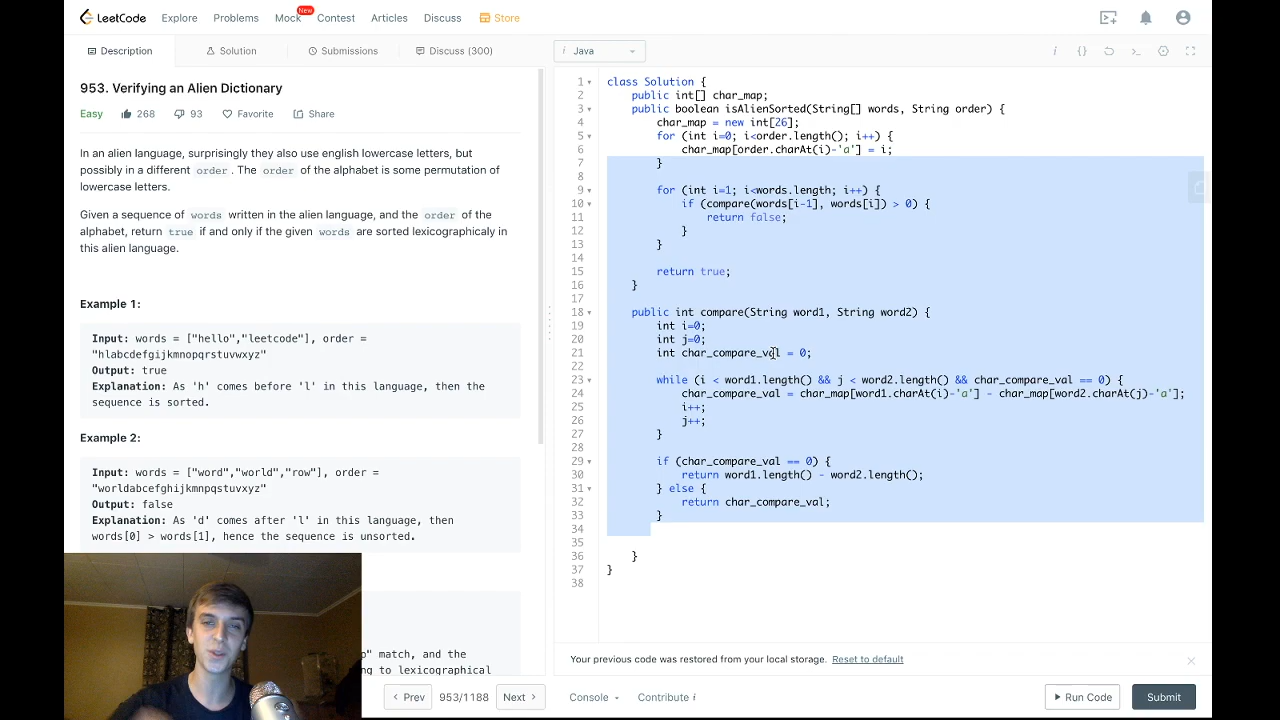 LeetCode
Explore
Problems
New
Mock
Contest
Articles
Discuss
Store
Description
Solution
Submissions
Discuss (300)
i Java
i
{}
953. Verifying an Alien Dictionary
Easy
268
93
Favorite
Share
In an alien language, surprisingly they also use english lowercase letters, but
possibly in a different order. The order of the alphabet is some permutation of
lowercase letters.
Given a sequence of words written in the alien language, and the order of the
alphabet, return true if and only if the given words are sorted lexicographicaly in
this alien language.
Example 1:
Input: words = ["hello","leetcode"], order =
"hlabcdefgijkmnopqrstuvwxyz"
Output: true
Explanation: As 'h' comes before 'l' in this language, then the
sequence is sorted.
Example 2:
Input: words = ["word","world","row"], order =
"worldabcefghijkmnpqstuvxyz"
Output: false
Explanation: As 'd' comes after 'l' in this language, then
words[0] > words[1], hence the sequence is unsorted.
" match, and the
to lexicographical
1 class Solution {
2 public int[] char_map;
3 public boolean isAlienSorted(String[] words, String order) {
4 char_map = new int[26];
5 for (int i=0; i<order.length(); i++) {
6 char_map[order.charAt(i)-'a'] = i;
7 }
8
9 for (int i=1; i<words.length; i++) {
10 if (compare(words[i-1], words[i]) > 0) {
11 return false;
12 }
13 }
14
15 return true;
16 }
17
18 public int compare(String word1, String word2) {
19 int i=0;
20 int j=0;
21 int char_compare_val = 0;
22
23 while (i < word1.length() && j < word2.length() && char_compare_val == 0) {
24 char_compare_val = char_map[word1.charAt(i)-'a'] - char_map[word2.charAt(j)-'a'];
25 i++;
26 j++;
27 }
28
29 if (char_compare_val == 0) {
30 return word1.length() - word2.length();
31 } else {
32 return char_compare_val;
33 }
34
35
36 }
37 }
38
Your previous code was restored from your local storage. Reset to default
Prev
953/1188
Next
Console
Contribute i
Run Code
Submit